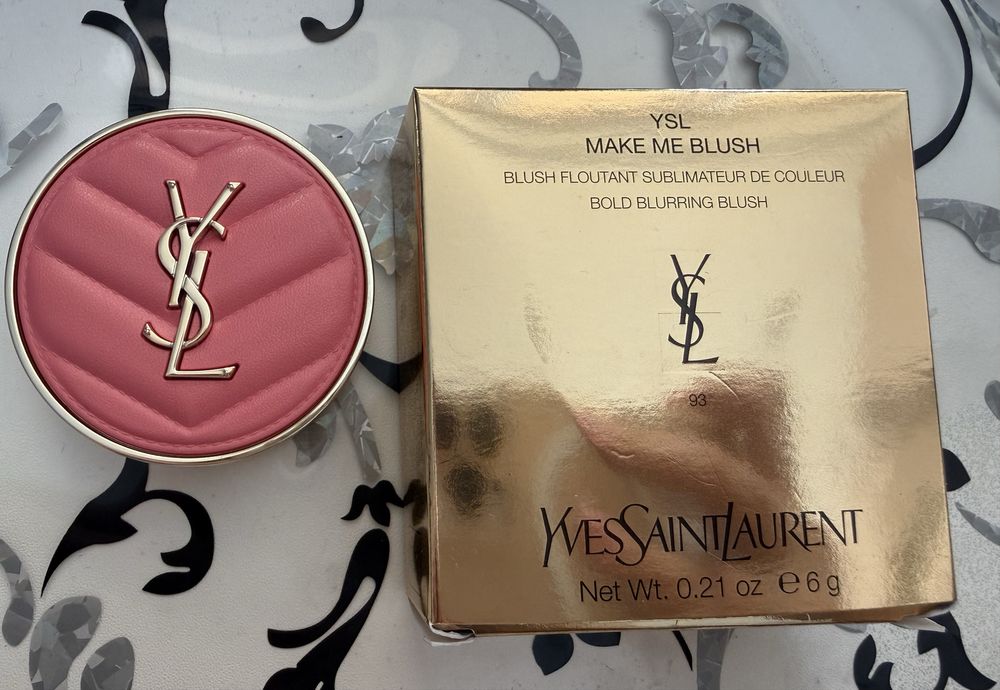 YSL
YSL
MAKE ME BLUSH
BLUSH FLOUTANT SUBLIMATEUR DE COULEUR
BOLD BLURRING BLUSH
YSL
93
YVESSAINTLAURENT
Net Wt. 0.21 oz ℮ 6 g